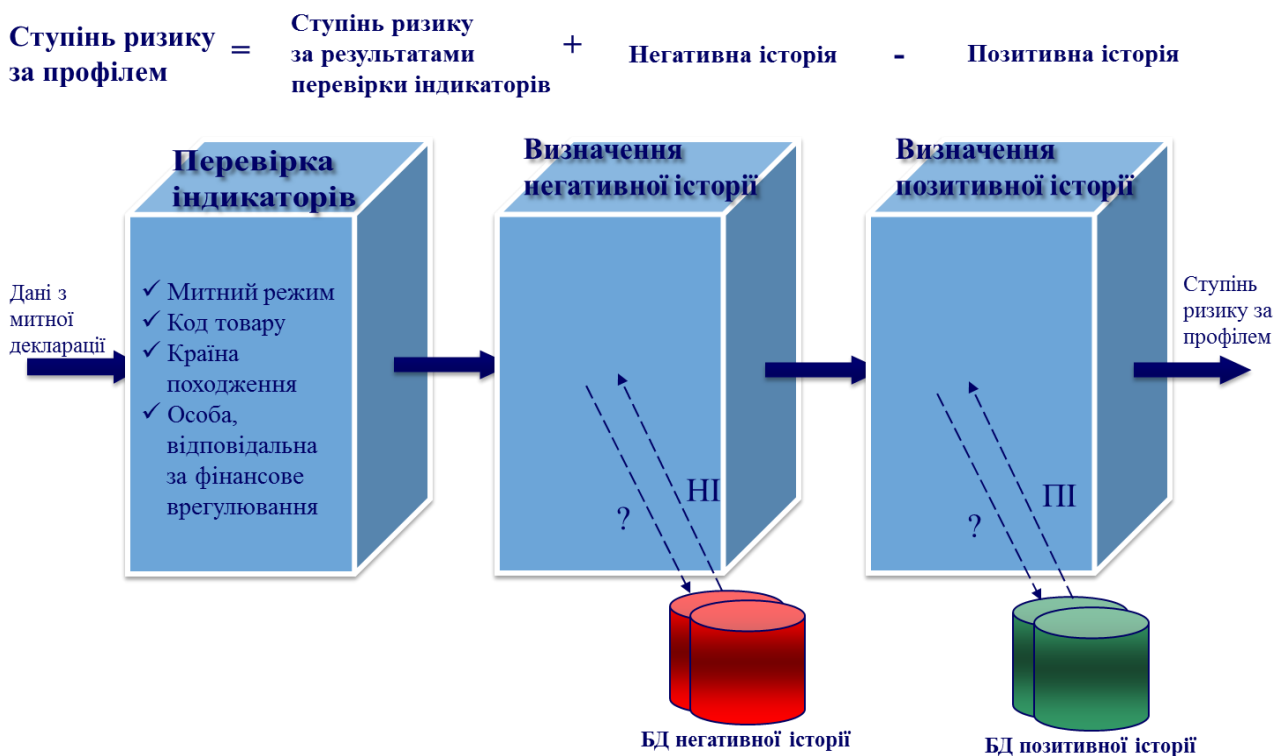 Ступінь ризику
за профілем
=
Ступінь ризику
за результатами
перевірки індикаторів
+
Негативна історія
-
Позитивна історія
Перевірка
індикаторів
Визначення
негативної історії
Визначення
позитивної історії
Дані з
митної
декларації
✓ Митний режим
✓ Код товару
✓ Країна
походження
✓ Особа,
відповідальна
за фінансове
врегулювання
?
НІ
?
ПІ
Ступінь
ризику за
профілем
БД негативної історії
БД позитивної історії